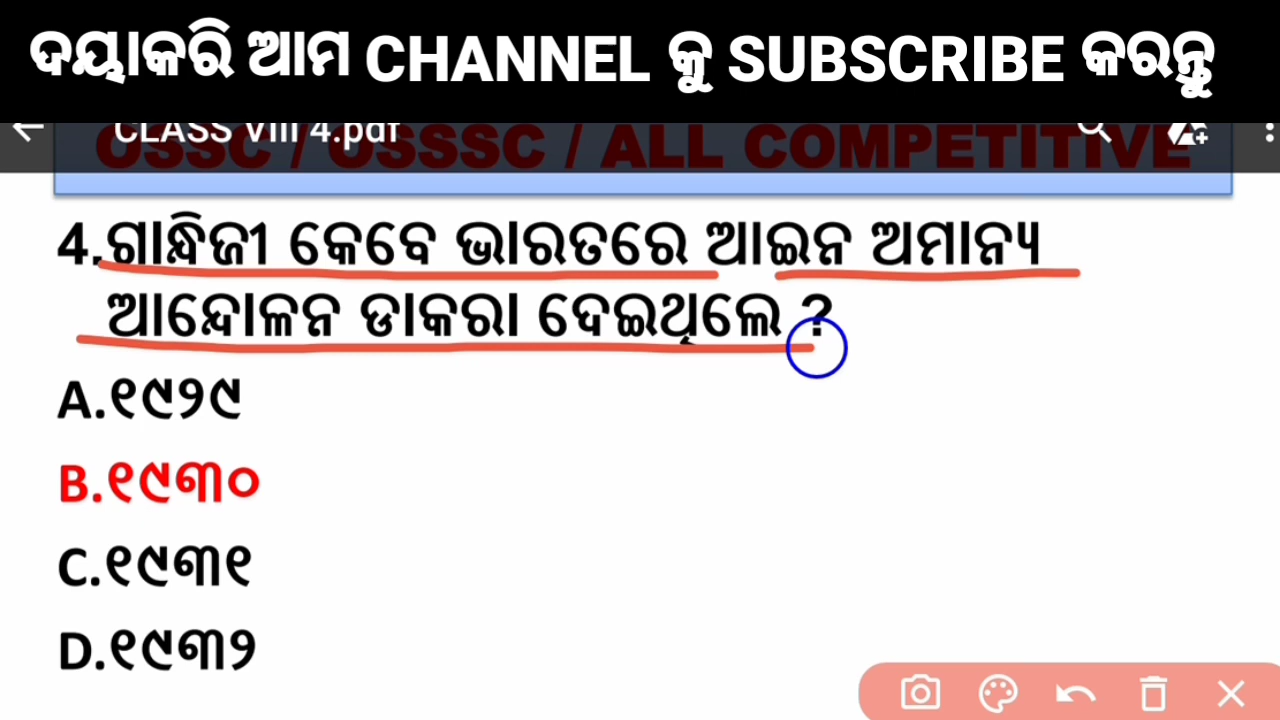 ଦୟାକରି ଆମ CHANNEL କୁ SUBSCRIBE କରନ୍ତୁ
CLASS VIII 4.pdf
OSSC / OSSSC / ALL COMPETITIVE
4.ଗାନ୍ଧିଜୀ କେବେ ଭାରତରେ ଆଇନ ଅମାନ୍ୟ
ଆନ୍ଦୋଳନ ଡାକରା ଦେଇଥିଲେ ?
A.୧୯୨୯
B.୧୯୩୦
C.୧୯୩୧
D.୧୯୩୨